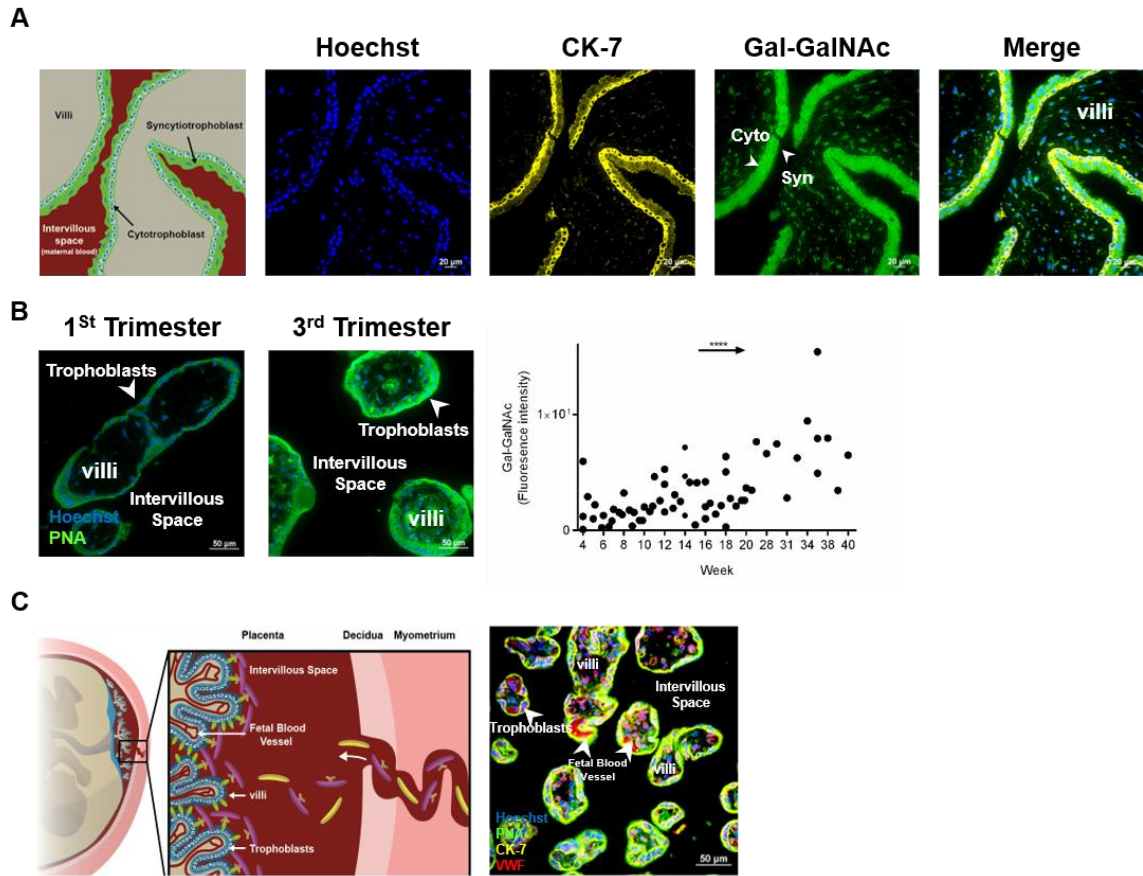 A
Hoechst
CK-7
Gal-GalNAc
Merge
Villi
Syncytiotrophoblast
Intervillous
space
(maternal blood)
Cytotrophoblast
20 µm
20 µm
Cyto
Syn
20 µm
villi
20 µm
B
1St Trimester
3rd Trimester
Trophoblasts
villi
Intervillous
Space
Hoechst
PNA
50 µm
Trophoblasts
Intervillous
Space
villi
50 µm
****
Gal-GalNAc
(Fluoresence intensity)
1×10¹
0
4 6 8 10 12 14 16 18 20 28 31 34 38 40
Week
C
Placenta Decidua Myometrium
Intervillous Space
Fetal Blood
Vessel
villi
Trophoblasts
villi
Intervillous
Space
Trophoblasts
Fetal Blood
Vessel
villi
Hoechst
PNA
CK-7
VWF
50 µm